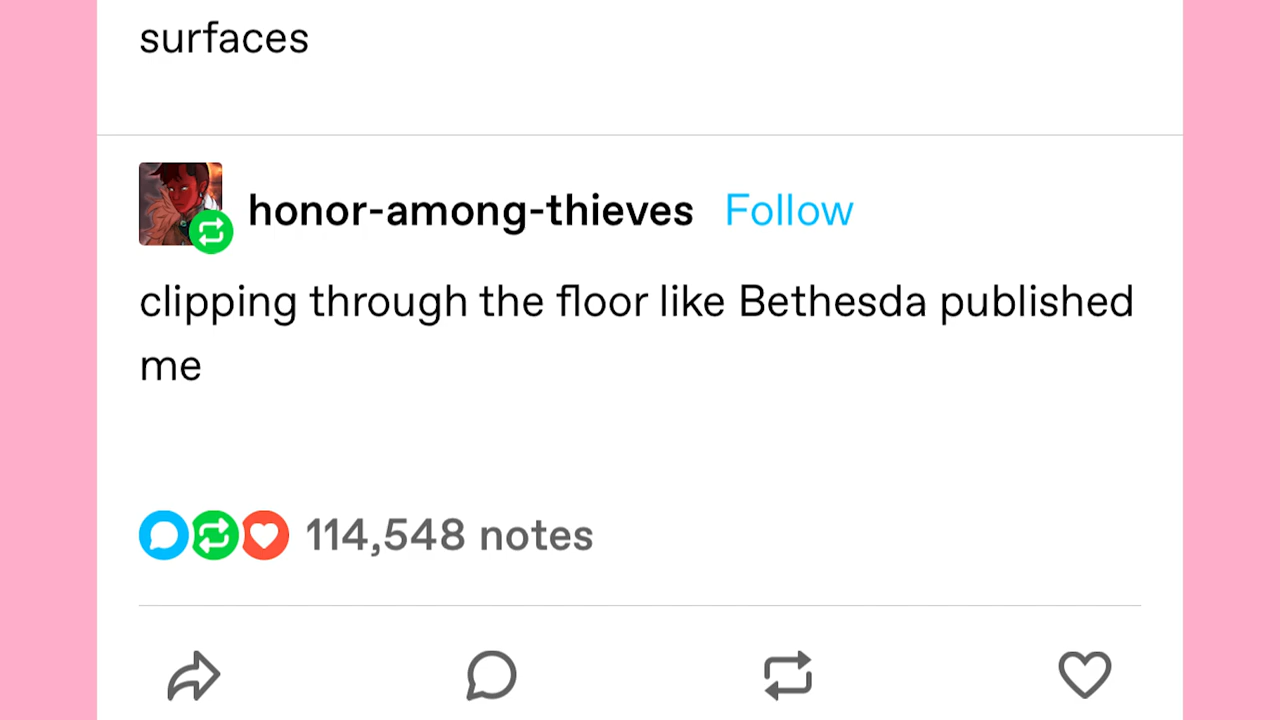 surfaces
honor-among-thieves Follow
clipping through the floor like Bethesda published
me
114,548 notes